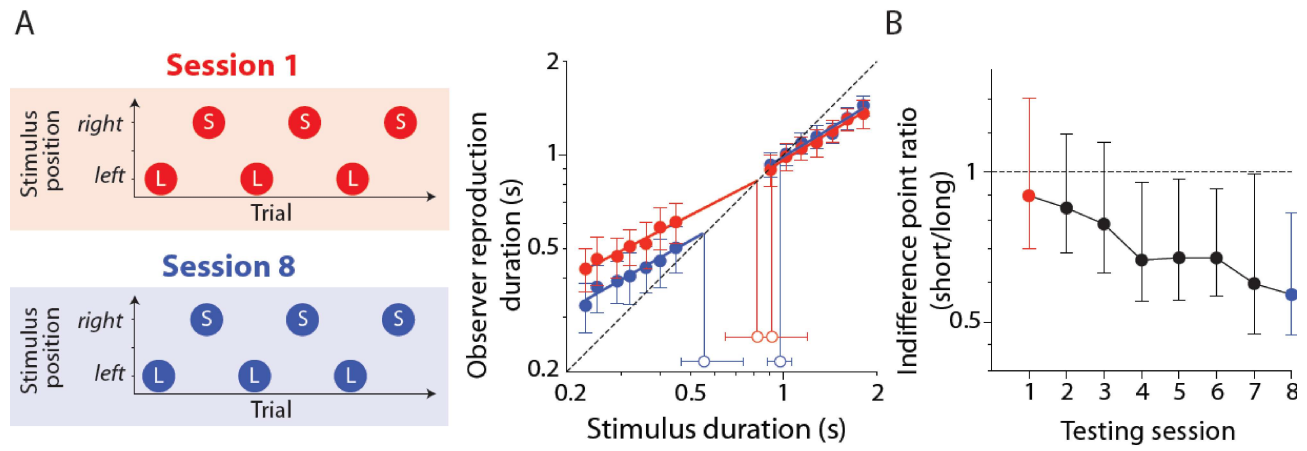 A
Session 1
Stimulus
position
right
left
S S S
L L L
Trial
Session 8
Stimulus
position
right
left
S S S
L L L
Trial
Observer reproduction
duration (s)
2
1
0.5
0.2
0.2 0.5 1 2
Stimulus duration (s)
B
Indifference point ratio
(short/long)
1
0.5
1 2 3 4 5 6 7 8
Testing session